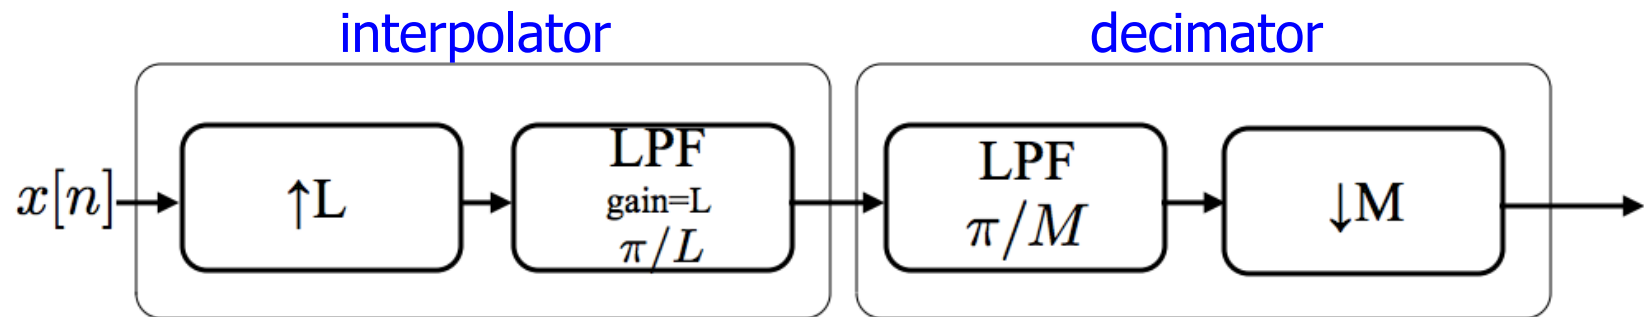 interpolator
decimator
x[n]
↑L
LPF
gain=L
π/L
LPF
π/M
↓M